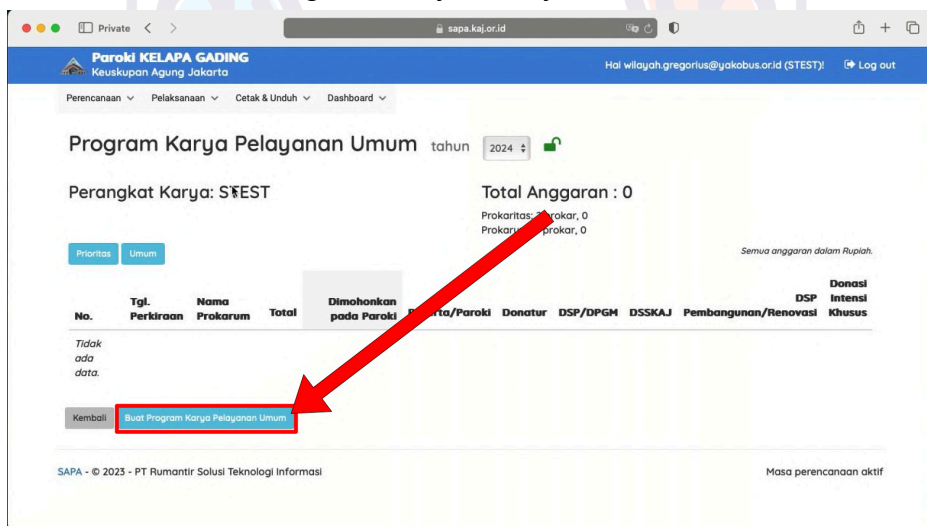 Private
sapa.kaj.or.id
Paroki KELAPA GADING
Keuskupan Agung Jakarta
Hai wilayah.gregorius@yakobus.or.id (STEST)!
Log out
Perencanaan
Pelaksanaan
Cetak & Unduh
Dashboard
Program Karya Pelayanan Umum tahun 2024
Perangkat Karya: STEST
Total Anggaran : 0
Prokaritas: prokar, 0
prokar, 0
Prioritas
Umum
Semua anggaran dalam Rupiah.
No.
Tgl. Perkiraan
Nama Prokarum
Total
Dimohonkan pada Paroki
/Paroki
Donatur
DSP/DPGM
DSSKAJ
DSP Pembangunan/Renovasi
Donasi Intensi Khusus
Tidak
ada
data.
Kembali
Buat Program Karya Pelayanan Umum
SAPA - © 2023 - PT Rumantir Solusi Teknologi Informasi
Masa perencanaan aktif